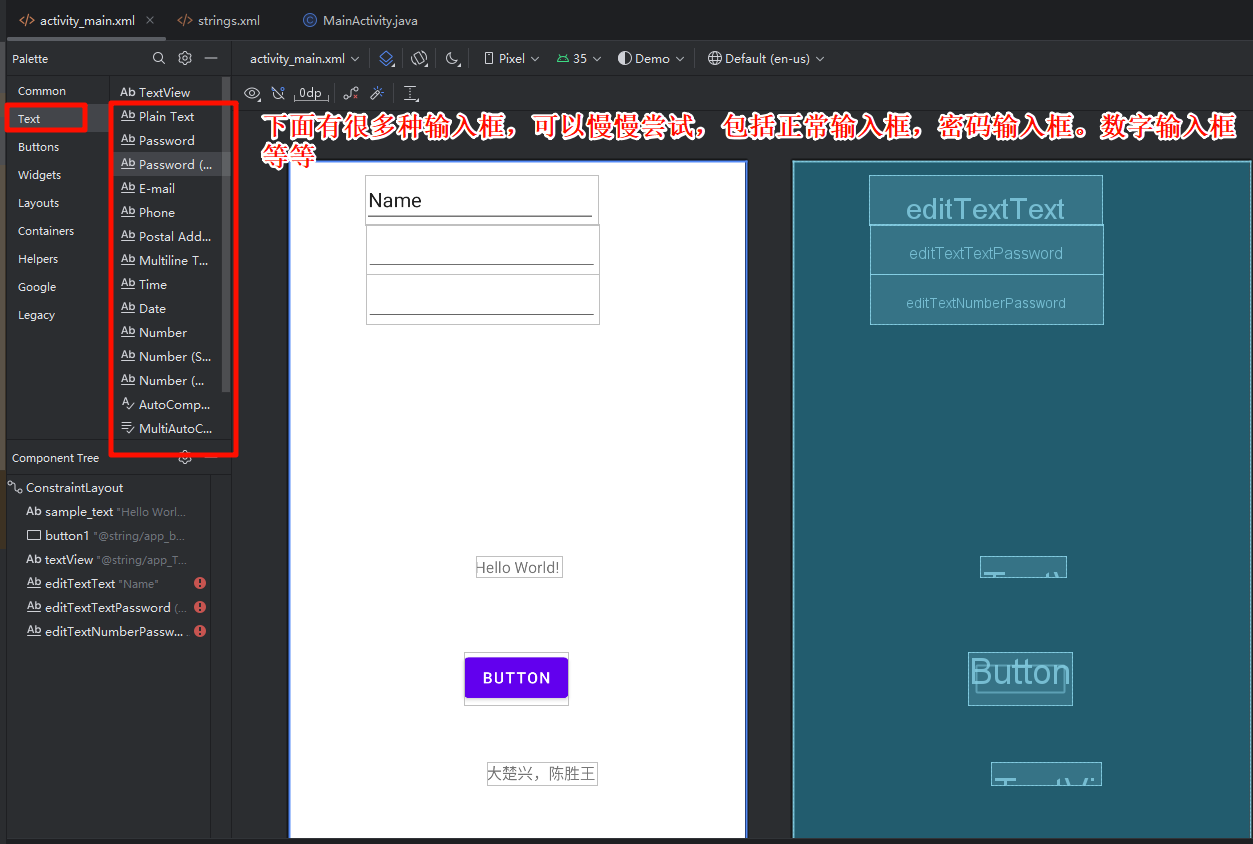 activity_main.xml
strings.xml
MainActivity.java
Palette
activity_main.xml
Pixel
35
Demo
Default (en-us)
0dp
Common
Text
Buttons
Widgets
Layouts
Containers
Helpers
Google
Legacy
Ab TextView
Ab Plain Text
Ab Password
Ab Password (...
Ab E-mail
Ab Phone
Ab Postal Add...
Ab Multiline T...
Ab Time
Ab Date
Ab Number
Ab Number (S...
Ab Number (...
AutoComp...
MultiAutoC...
下面有很多种输入框，可以慢慢尝试，包括正常输入框，密码输入框。数字输入框
等等
Component Tree
ConstraintLayout
Ab sample_text "Hello Worl...
button1 "@string/app_b...
Ab textView "@string/app_T...
Ab editTextText "Name"
Ab editTextTextPassword (...
Ab editTextNumberPassw...
Name
Hello World!
BUTTON
大楚兴，陈胜王
editTextText
editTextTextPassword
editTextNumberPassword
Button